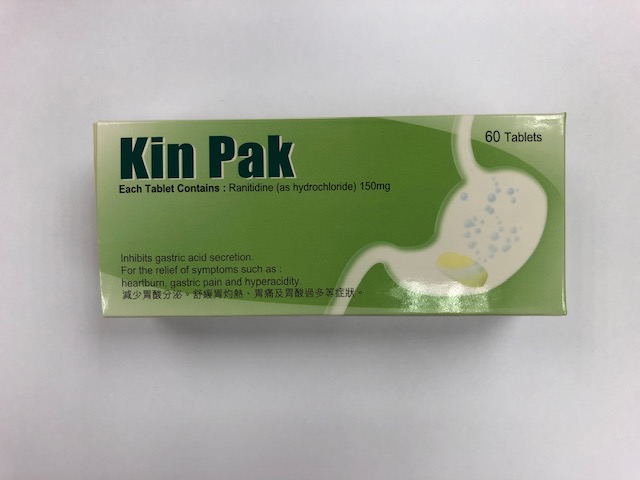 Kin Pak
60 Tablets
Each Tablet Contains : Ranitidine (as hydrochloride) 150mg
Inhibits gastric acid secretion.
For the relief of symptoms such as :
heartburn, gastric pain and hyperacidity.
減少胃酸分泌。舒緩胃灼熱、胃痛及胃酸過多等症狀。